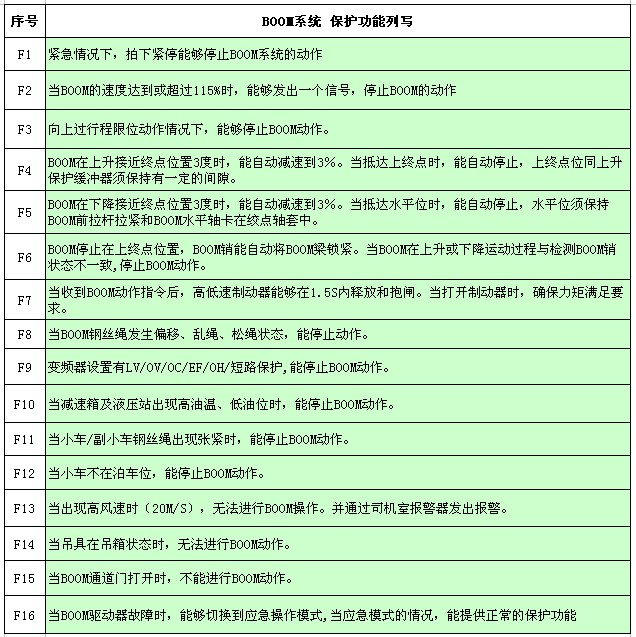 序号 BOOM系统 保护功能列写
F1 紧急情况下，拍下紧停能够停止BOOM系统的动作
F2 当BOOM的速度达到或超过115%时，能够发出一个信号，停止BOOM的动作
F3 向上过行程限位动作情况下，能够停止BOOM动作。
F4 BOOM在上升接近终点位置3度时，能自动减速到3%。当抵达上终点时，能自动停止，上终点位同上升
保护缓冲器须保持有一定的间隙。
F5 BOOM在下降接近终点位置3度时，能自动减速到3%。当抵达水平位时，能自动停止，水平位须保持
BOOM前拉杆拉紧和BOOM水平轴卡在绞点轴套中。
F6 BOOM停止在上终点位置，BOOM销能自动将BOOM梁锁紧。当BOOM在上升或下降运动过程与检测BOOM销
状态不一致,停止BOOM动作。
F7 当收到BOOM动作指令后，高低速制动器能够在1.5S内释放和抱闸。当打开制动器时，确保力矩满足要
求。
F8 当BOOM钢丝绳发生偏移、乱绳、松绳状态，能停止动作。
F9 变频器设置有LV/OV/OC/EF/OH/短路保护,能停止BOOM动作。
F10 当减速箱及液压站出现高油温、低油位时，能停止BOOM动作。
F11 当小车/副小车钢丝绳出现张紧时，能停止BOOM动作。
F12 当小车不在泊车位，能停止BOOM动作。
F13 当出现高风速时（20M/S），无法进行BOOM操作。并通过司机室报警器发出报警。
F14 当吊具在吊箱状态时，无法进行BOOM动作。
F15 当BOOM通道门打开时，不能进行BOOM动作。
F16 当BOOM驱动器故障时，能够切换到应急操作模式,当应急模式的情况，能提供正常的保护功能